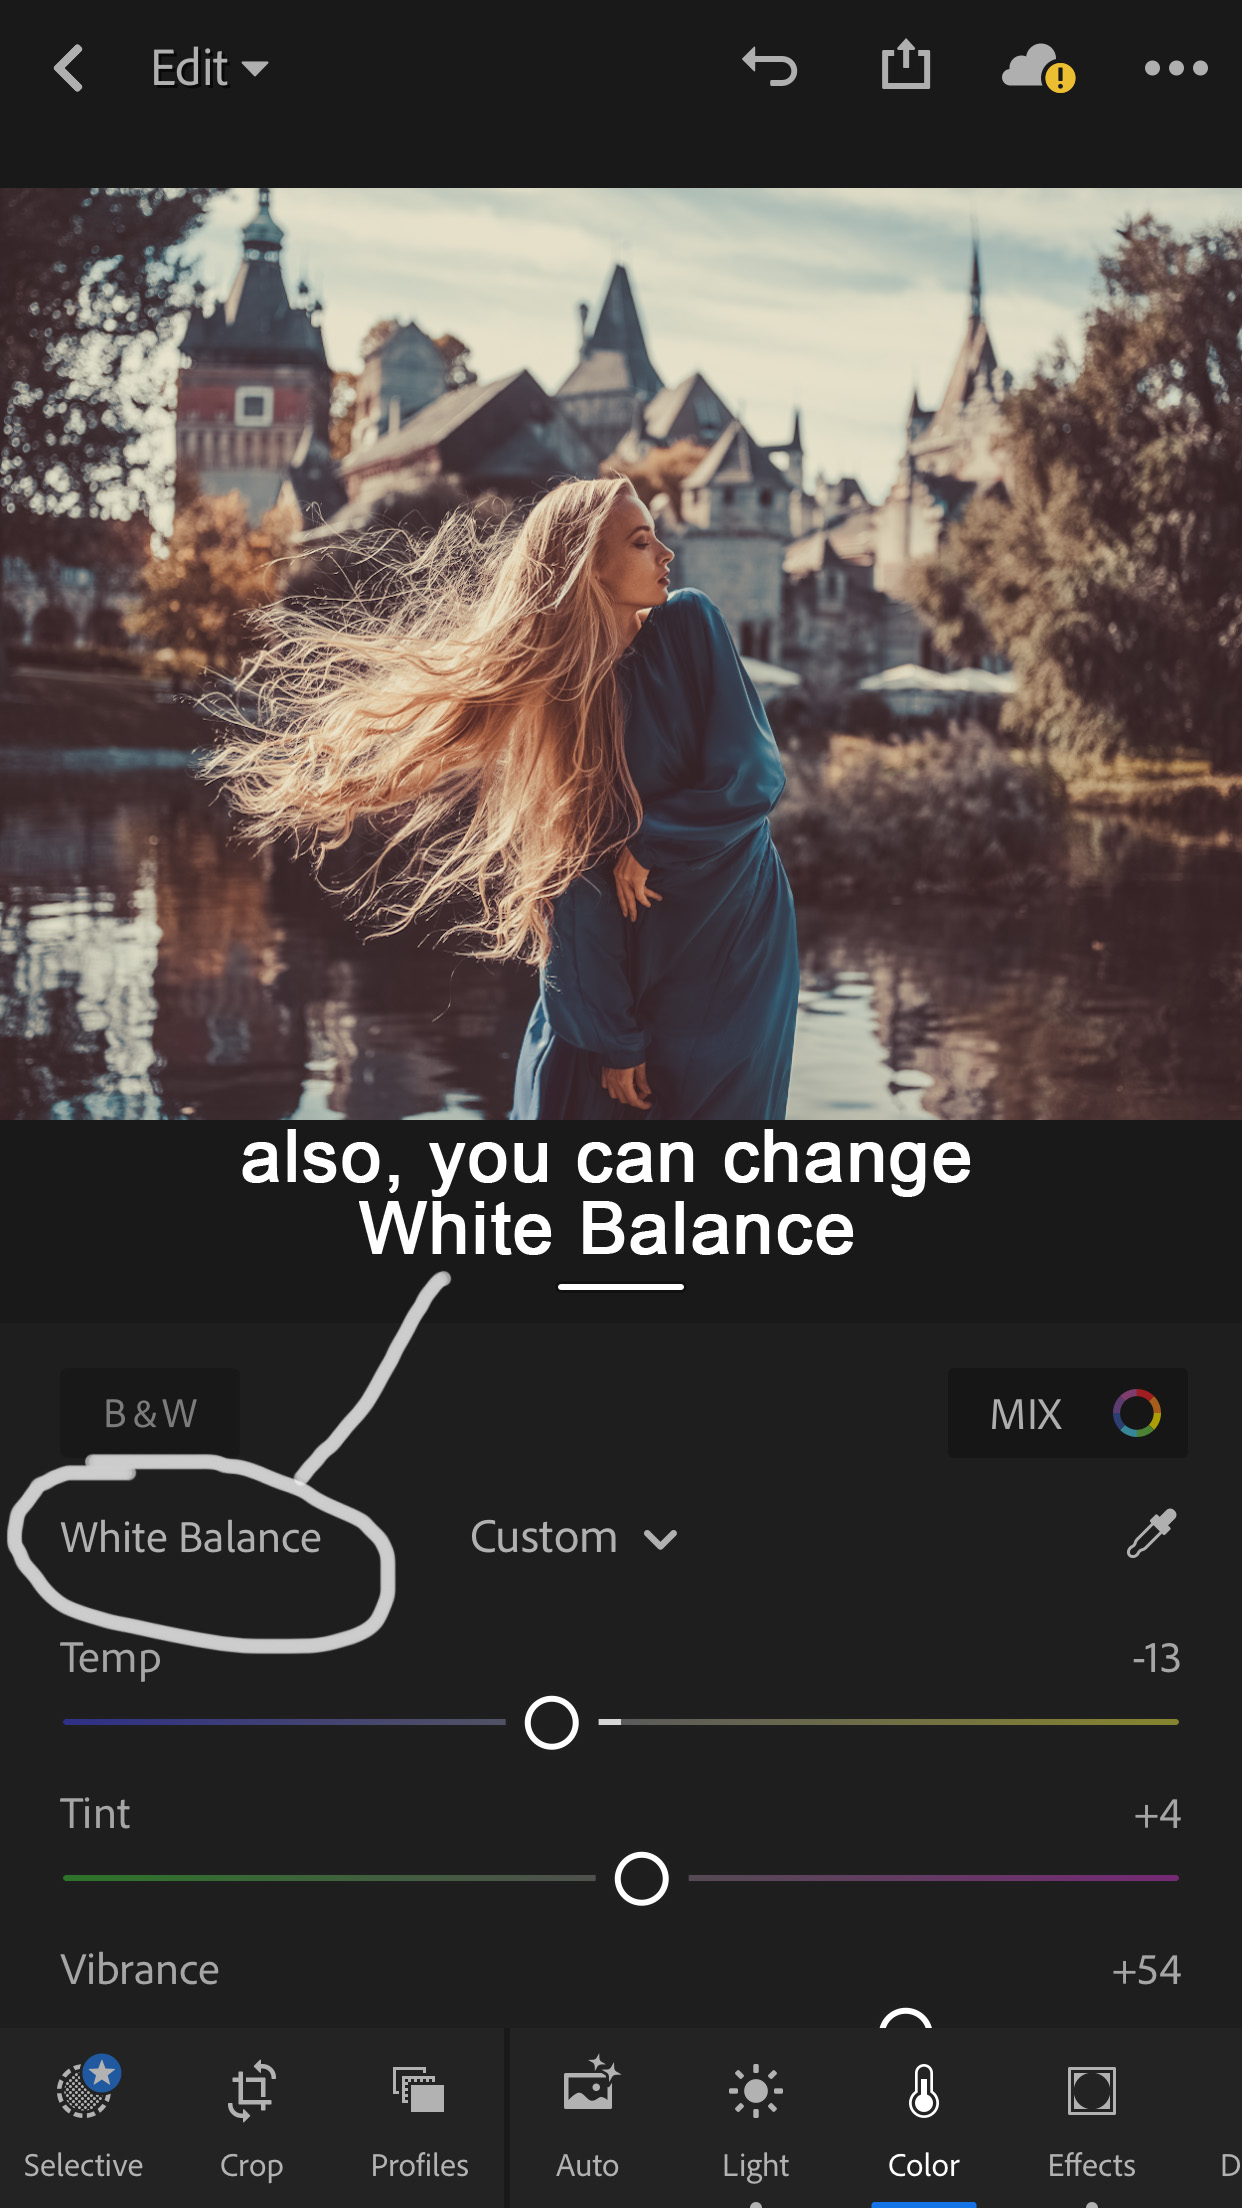 Edit
also, you can change
White Balance
B&W
MIX
White Balance
Custom
Temp
-13
Tint
+4
Vibrance
+54
Selective
Crop
Profiles
Auto
Light
Color
Effects
D